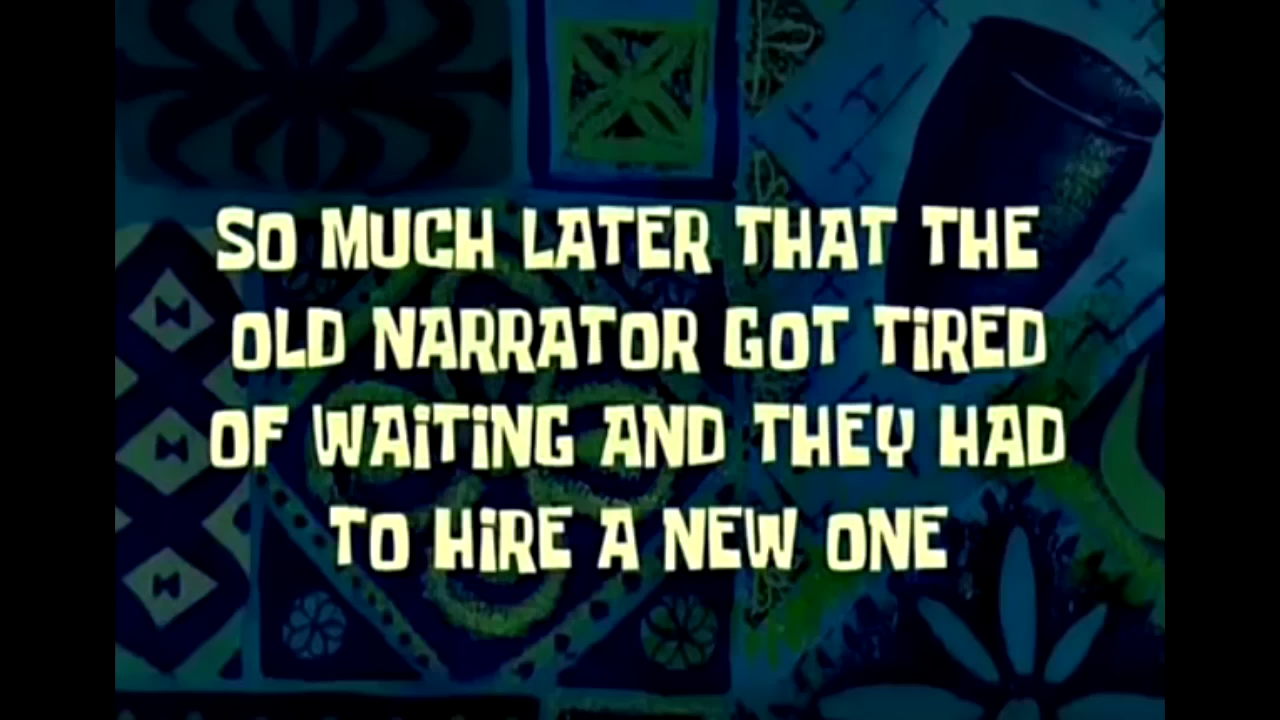 SO MUCH LATER THAT THE
OLD NARRATOR GOT TiRED
OF WAiTiNG AND THEY HAD
TO HiRE A NEW ONE